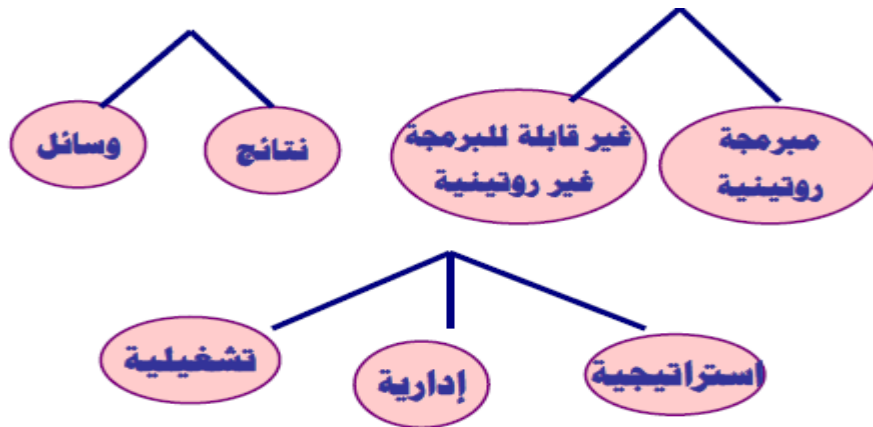 مبرمجة
روتينية
غير قابلة للبرمجة
غير روتينية
نتائج
وسائل
استراتيجية
إدارية
تشغيلية